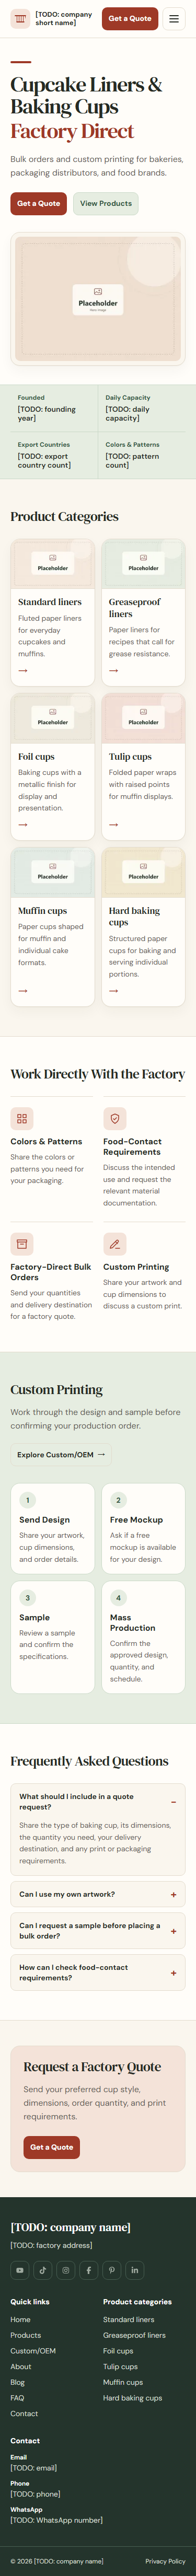 [TODO: company
short name]
Get a Quote
Cupcake Liners &
Baking Cups
Factory Direct
Bulk orders and custom printing for bakeries,
packaging distributors, and food brands.
Get a Quote
View Products
Placeholder
Hero image
Founded
[TODO: founding
year]
Daily Capacity
[TODO: daily
capacity]
Export Countries
[TODO: export
country count]
Colors & Patterns
[TODO: pattern
count]
Product Categories
Placeholder
Standard liners
Fluted paper liners
for everyday
cupcakes and
muffins.
→
Placeholder
Greaseproof
liners
Paper liners for
recipes that call for
grease resistance.
→
Placeholder
Foil cups
Baking cups with a
metallic finish for
display and
presentation.
→
Placeholder
Tulip cups
Folded paper wraps
with raised points
for muffin displays.
→
Placeholder
Muffin cups
Paper cups shaped
for muffin and
individual cake
formats.
→
Placeholder
Hard baking
cups
Structured paper
cups for baking and
serving individual
portions.
→
Work Directly With the Factory
Colors & Patterns
Share the colors or
patterns you need for
your packaging.
Food-Contact
Requirements
Discuss the intended
use and request the
relevant material
documentation.
Factory-Direct Bulk
Orders
Send your quantities
and delivery destination
for a factory quote.
Custom Printing
Share your artwork and
cup dimensions to
discuss a custom print.
Custom Printing
Work through the design and sample before
confirming your production order.
Explore Custom/OEM →
1
Send Design
Share your artwork,
cup dimensions,
and order details.
2
Free Mockup
Ask if a free
mockup is available
for your design.
3
Sample
Review a sample
and confirm the
specifications.
4
Mass
Production
Confirm the
approved design,
quantity, and
schedule.
Frequently Asked Questions
What should I include in a quote
request?
−
Share the type of baking cup, its dimensions,
the quantity you need, your delivery
destination, and any print or packaging
requirements.
Can I use my own artwork?
+
Can I request a sample before placing a
bulk order?
+
How can I check food-contact
requirements?
+
Request a Factory Quote
Send your preferred cup style,
dimensions, order quantity, and print
requirements.
Get a Quote
[TODO: company name]
[TODO: factory address]
Quick links
Home
Products
Custom/OEM
About
Blog
FAQ
Contact
Product categories
Standard liners
Greaseproof liners
Foil cups
Tulip cups
Muffin cups
Hard baking cups
Contact
Email
[TODO: email]
Phone
[TODO: phone]
WhatsApp
[TODO: WhatsApp number]
© 2026 [TODO: company name]
Privacy Policy